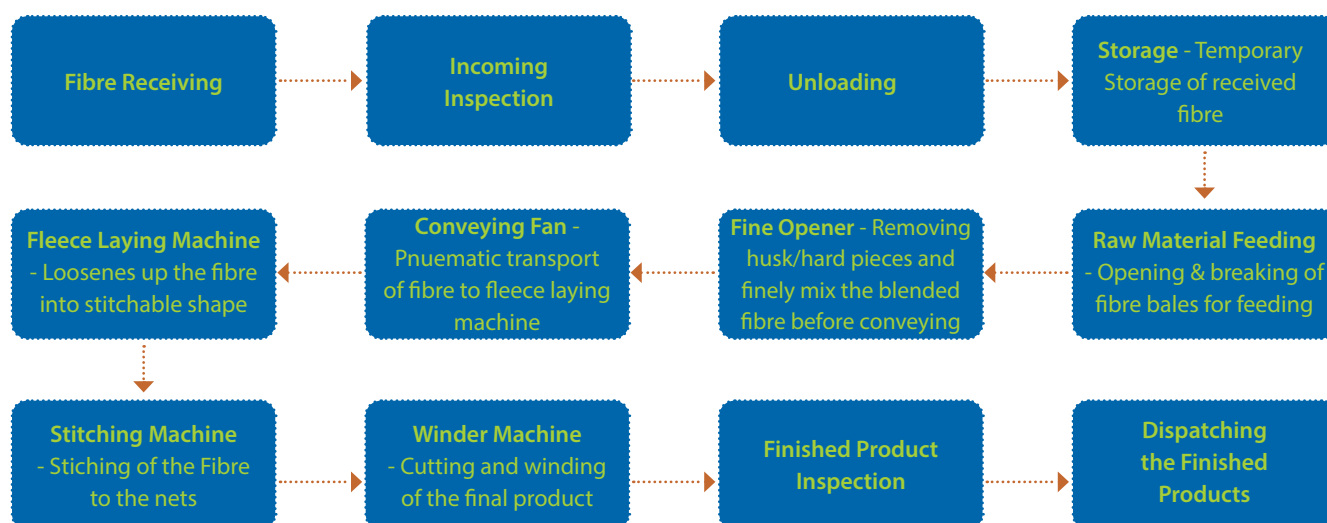 Fibre Receiving
Incoming
Inspection
Unloading
Storage - Temporary
Storage of received
fibre
Raw Material Feeding
- Opening & breaking of
fibre bales for feeding
Fine Opener - Removing
husk/hard pieces and
finely mix the blended
fibre before conveying
Conveying Fan -
Pnuematic transport
of fibre to fleece laying
machine
Fleece Laying Machine
- Loosenes up the fibre
into stitchable shape
Stitching Machine
- Stiching of the Fibre
to the nets
Winder Machine
- Cutting and winding
of the final product
Finished Product
Inspection
Dispatching
the Finished
Products